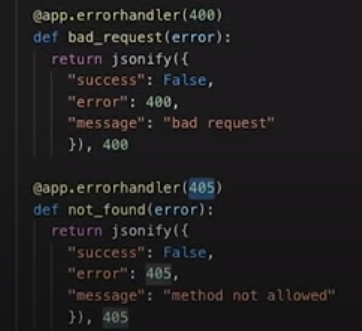 @app.errorhandler(400)
def bad_request(error):
return jsonify({
"success": False,
"error": 400,
"message": "bad request"
}), 400
@app.errorhandler(405)
def not_found(error):
return jsonify({
"success": False,
"error": 405,
"message": "method not allowed"
}), 405